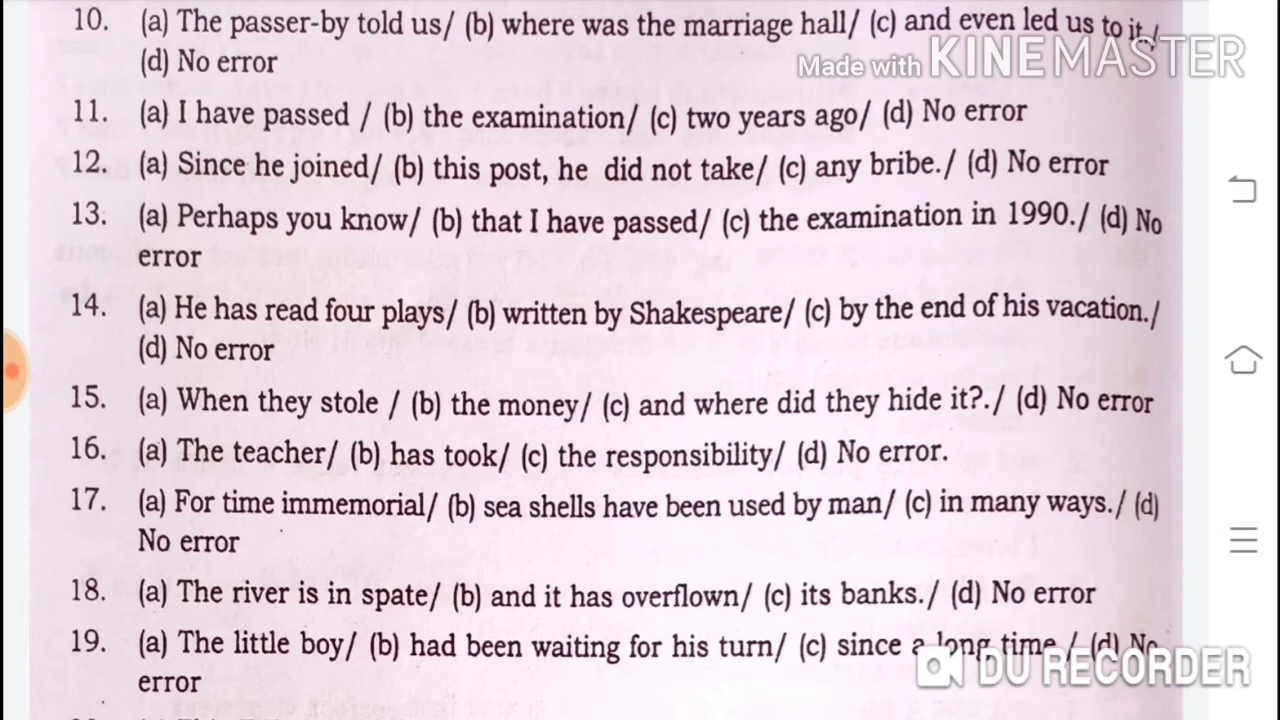 10. (a) The passer-by told us/ (b) where was the marriage hall/ (c) and even led us to it./
(d) No error
Made with KINEMASTER
11. (a) I have passed / (b) the examination/ (c) two years ago/ (d) No error
12. (a) Since he joined/ (b) this post, he did not take/ (c) any bribe./ (d) No error
13. (a) Perhaps you know/ (b) that I have passed/ (c) the examination in 1990./ (d) No
error
14. (a) He has read four plays/ (b) written by Shakespeare/ (c) by the end of his vacation./
(d) No error
15. (a) When they stole / (b) the money/ (c) and where did they hide it?./ (d) No error
16. (a) The teacher/ (b) has took/ (c) the responsibility/ (d) No error.
17. (a) For time immemorial/ (b) sea shells have been used by man/ (c) in many ways./ (d)
No error
18. (a) The river is in spate/ (b) and it has overflown/ (c) its banks./ (d) No error
19. (a) The little boy/ (b) had been waiting for his turn/ (c) since a long time./ (d) No
error
DU RECORDER